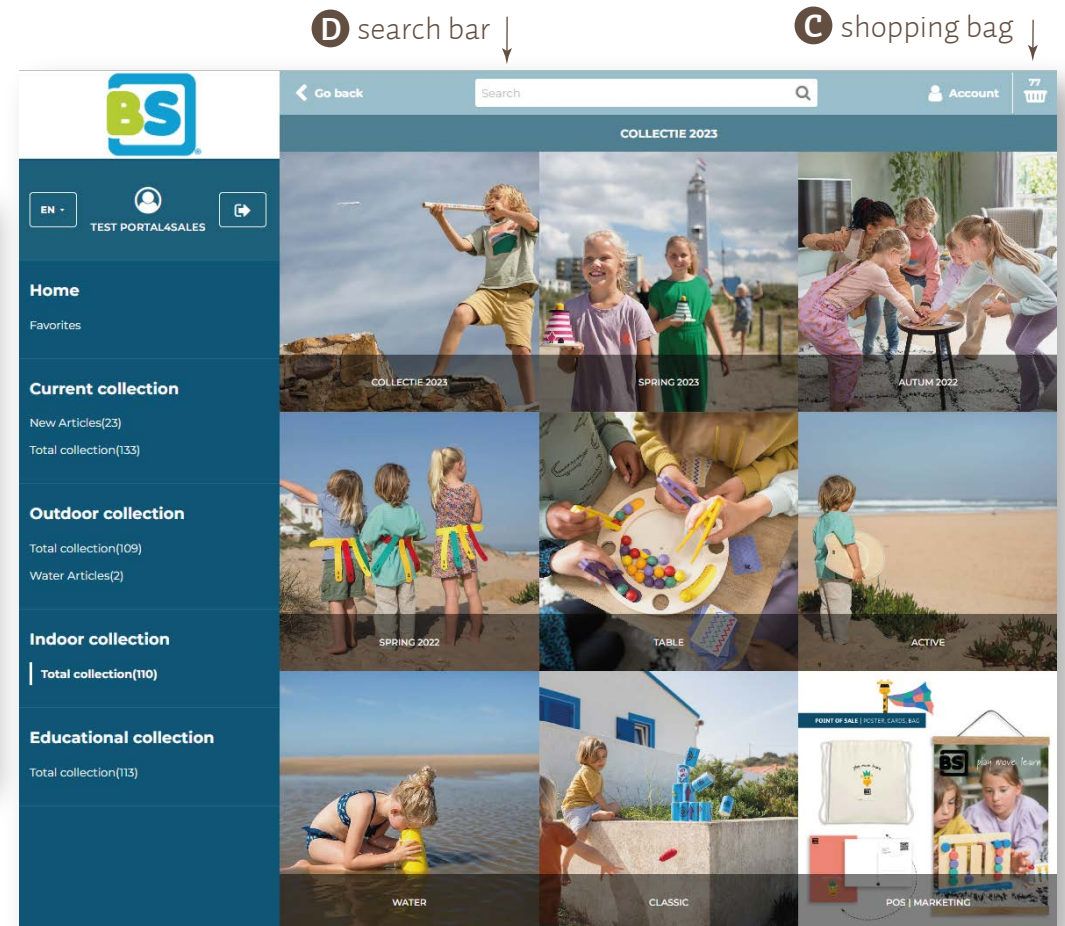 D search bar
C shopping bag
BS
®
Go back
Search
Account
77
COLLECTIE 2023
EN
TEST PORTAL4SALES
Home
Favorites
Current collection
New Articles(23)
Total collection(133)
Outdoor collection
Total collection(109)
Water Articles(2)
Indoor collection
Total collection(110)
Educational collection
Total collection(113)
COLLECTIE 2023
SPRING 2023
AUTUM 2022
SPRING 2022
TABLE
ACTIVE
WATER
CLASSIC
POINT OF SALE | POSTER, CARDS, BAG
play move learn
BS play move learn
POS | MARKETING